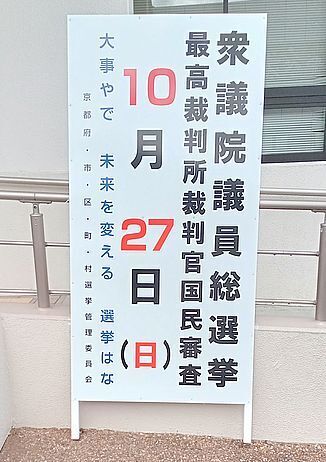 衆議院議員総選挙
最高裁判所裁判官国民審査
10月27日(日)
大事やで 未来を変える 選挙はな
京都府・市・区・町・村選挙管理委員会